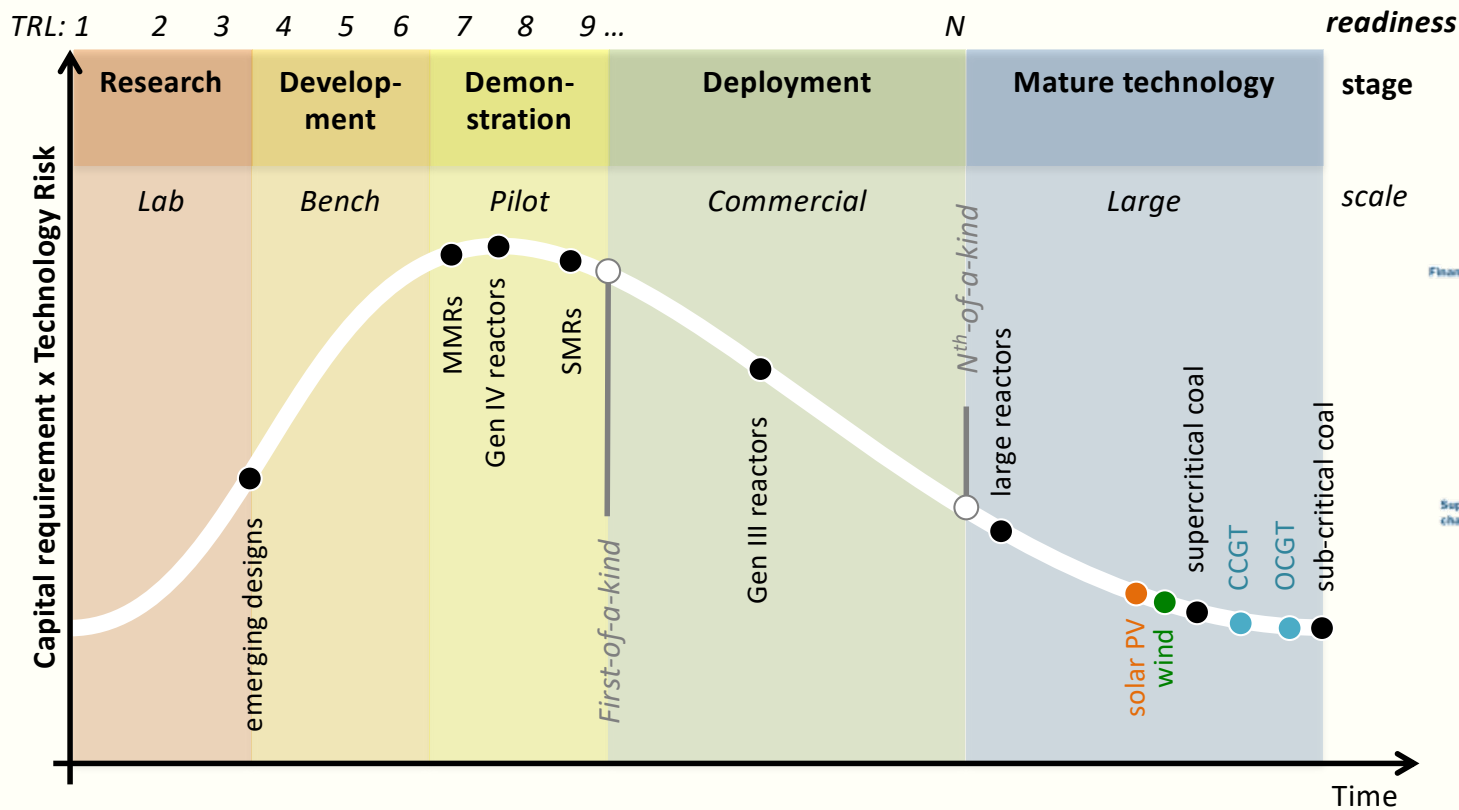 TRL: 1 2 3 4 5 6 7 8 9 ... N readiness
Research Develop- Demon- Deployment Mature technology stage
ment stration
Lab Bench Pilot Commercial Large scale
Capital requirement x Technology Risk
emerging designs
MMRs
Gen IV reactors
SMRs
First-of-a-kind
Gen III reactors
Nth-of-a-kind
large reactors
solar PV
wind
supercritical coal
CCGT
OCGT
sub-critical coal
Time